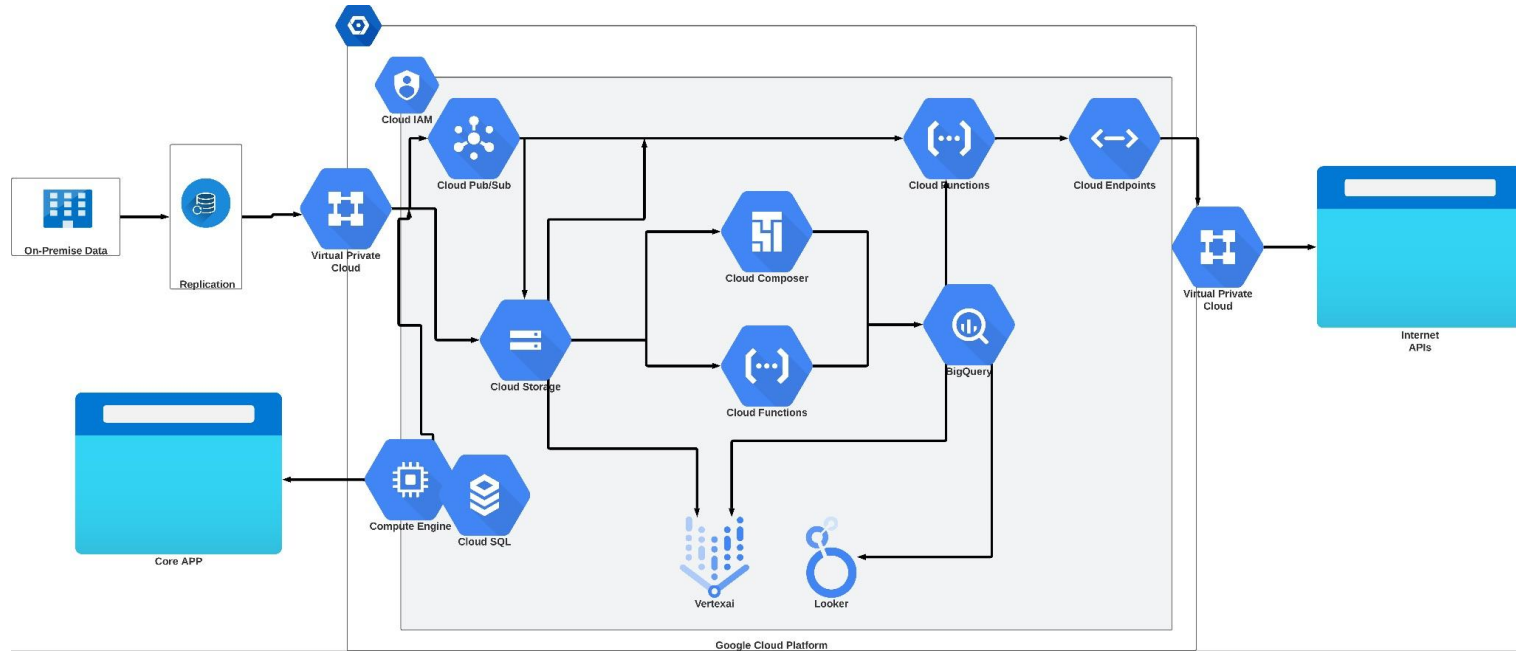 Cloud IAM
Cloud Pub/Sub
Cloud Functions
Cloud Endpoints
On-Premise Data
Replication
Virtual Private
Cloud
Cloud Composer
Virtual Private
Cloud
Internet
APIs
Cloud Storage
BigQuery
Cloud Functions
Compute Engine
Cloud SQL
Core APP
Vertexai
Looker
Google Cloud Platform